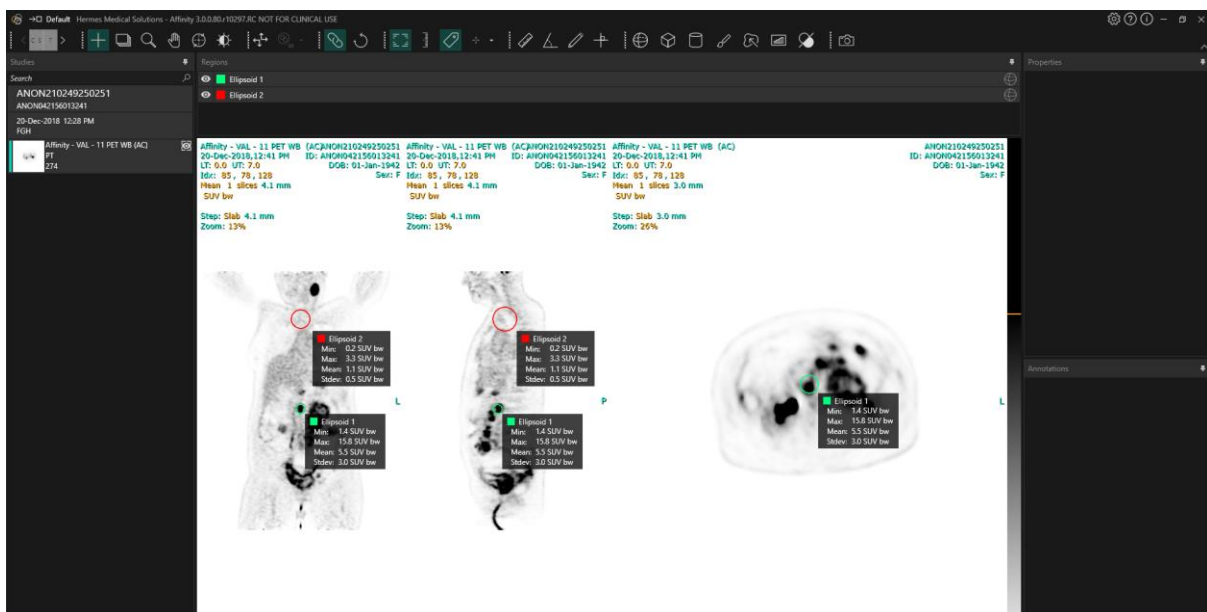 Default Hermes Medical Solutions - Affinity 3.0.0.80.r10297.RC NOT FOR CLINICAL USE
Studies
Search
ANON210249250251
ANON042156013241
20-Dec-2018 12:28 PM
FGH
Affinity - VAL - 11 PET WB (AC)
PT
274
Regions
Ellipsoid 1
Ellipsoid 2
Affinity - VAL - 11 PET WB (AC)ANON210249250251
20-Dec-2018,12:41 PM ID: ANON042156013241
LT: 0.0 UT: 7.0 DOB: 01-Jan-1942
Idx: 85, 78, 128 Sex: F
Mean 1 slices 4.1 mm
SUV bw
Step: Slab 4.1 mm
Zoom: 13%
Ellipsoid 2
Min: 0.2 SUV bw
Max: 3.3 SUV bw
Mean: 1.1 SUV bw
Stdev: 0.5 SUV bw
L
Ellipsoid 1
Min: 1.4 SUV bw
Max: 15.8 SUV bw
Mean: 5.5 SUV bw
Stdev: 3.0 SUV bw
Affinity - VAL - 11 PET WB (AC)ANON210249250251
20-Dec-2018,12:41 PM ID: ANON042156013241
LT: 0.0 UT: 7.0 DOB: 01-Jan-1942
Idx: 85, 78, 128 Sex: F
Mean 1 slices 4.1 mm
SUV bw
Step: Slab 4.1 mm
Zoom: 13%
Ellipsoid 2
Min: 0.2 SUV bw
Max: 3.3 SUV bw
Mean: 1.1 SUV bw
Stdev: 0.5 SUV bw
P
Ellipsoid 1
Min: 1.4 SUV bw
Max: 15.8 SUV bw
Mean: 5.5 SUV bw
Stdev: 3.0 SUV bw
Affinity - VAL - 11 PET WB (AC) ANON210249250251
20-Dec-2018,12:41 PM ID: ANON042156013241
LT: 0.0 UT: 7.0 DOB: 01-Jan-1942
Idx: 85, 78, 128 Sex: F
Mean 1 slices 3.0 mm
SUV bw
Step: Slab 3.0 mm
Zoom: 26%
L
Ellipsoid 1
Min: 1.4 SUV bw
Max: 15.8 SUV bw
Mean: 5.5 SUV bw
Stdev: 3.0 SUV bw
Properties
Annotations